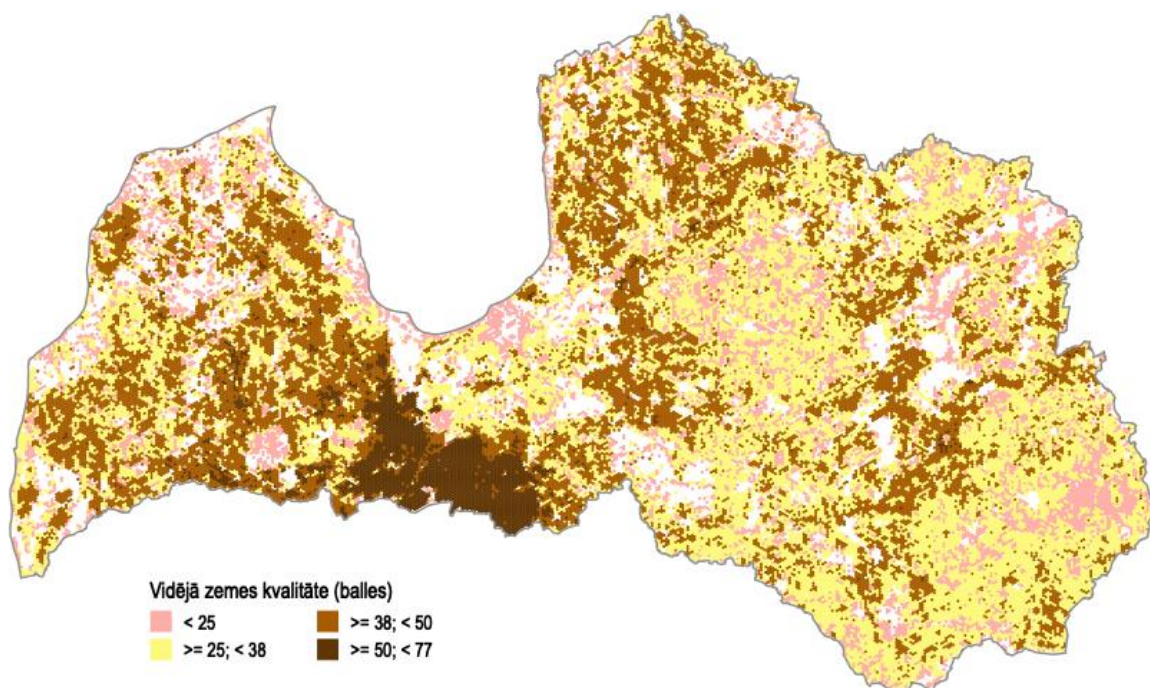 Vidējā zemes kvalitāte (balles)
< 25 >= 38; < 50
>= 25; < 38 >= 50; < 77